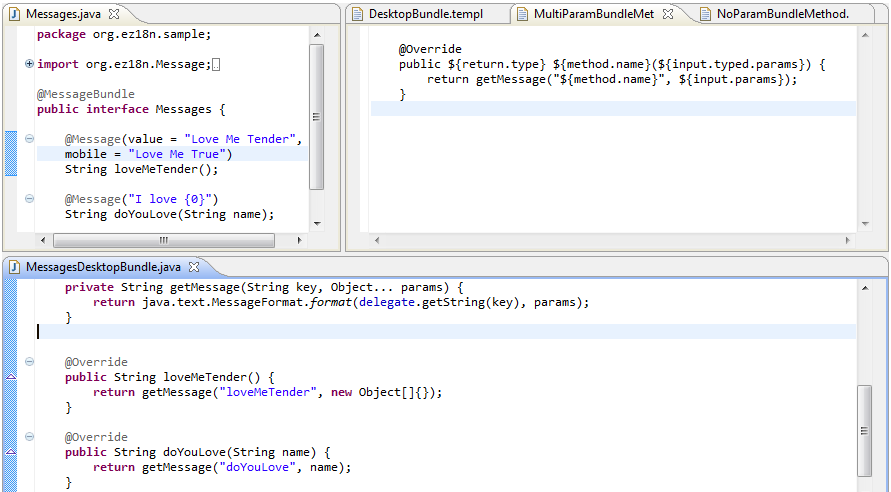 Messages.java
package org.ez18n.sample;
import org.ez18n.Message;
@MessageBundle
public interface Messages {
@Message(value = "Love Me Tender",
mobile = "Love Me True")
String loveMeTender();
@Message("I love {0}")
String doYouLove(String name);
DesktopBundle.templ
MultiParamBundleMet
NoParamBundleMethod.
@Override
public ${return.type} ${method.name}(${input.typed.params}) {
return getMessage("${method.name}", ${input.params});
}
MessagesDesktopBundle.java
private String getMessage(String key, Object... params) {
return java.text.MessageFormat.format(delegate.getString(key), params);
}
@Override
public String loveMeTender() {
return getMessage("loveMeTender", new Object[]{});
}
@Override
public String doYouLove(String name) {
return getMessage("doYouLove", name);
}